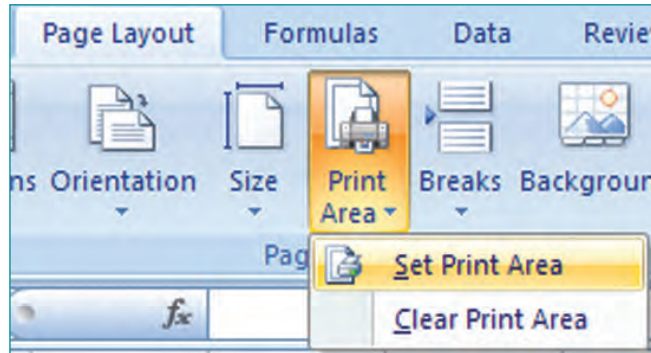 Page Layout Formulas Data Revie
ns Orientation Size Print Area Breaks Backgroun
Pag
Set Print Area
fx
Clear Print Area